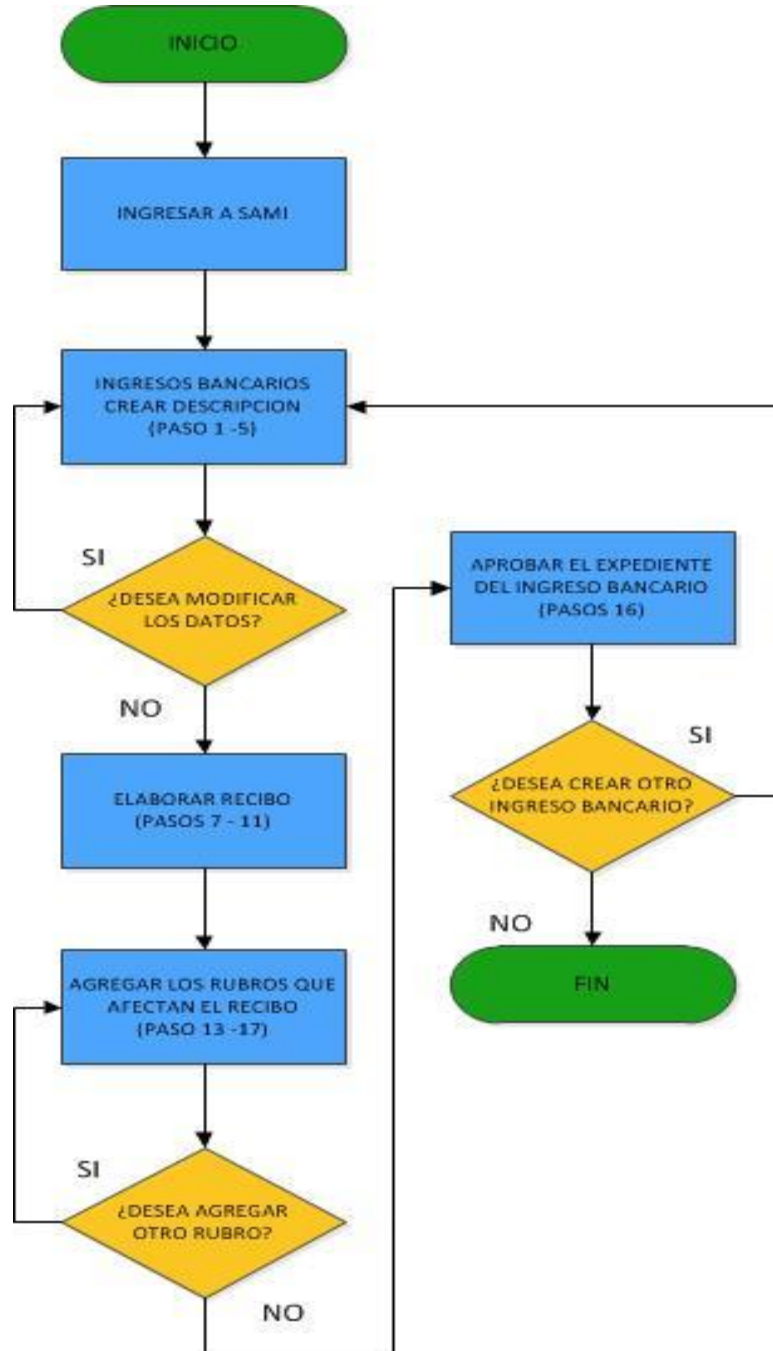 INICIO
INGRESAR A SAMI
INGRESOS BANCARIOS
CREAR DESCRIPCION
(PASO 1 -5)
SI
¿DESEA MODIFICAR
LOS DATOS?
NO
ELABORAR RECIBO
(PASOS 7 - 11)
AGREGAR LOS RUBROS QUE
AFECTAN EL RECIBO
(PASO 13 -17)
SI
¿DESEA AGREGAR
OTRO RUBRO?
NO
APROBAR EL EXPEDIENTE
DEL INGRESO BANCARIO
(PASOS 16)
SI
¿DESEA CREAR OTRO
INGRESO BANCARIO?
NO
FIN